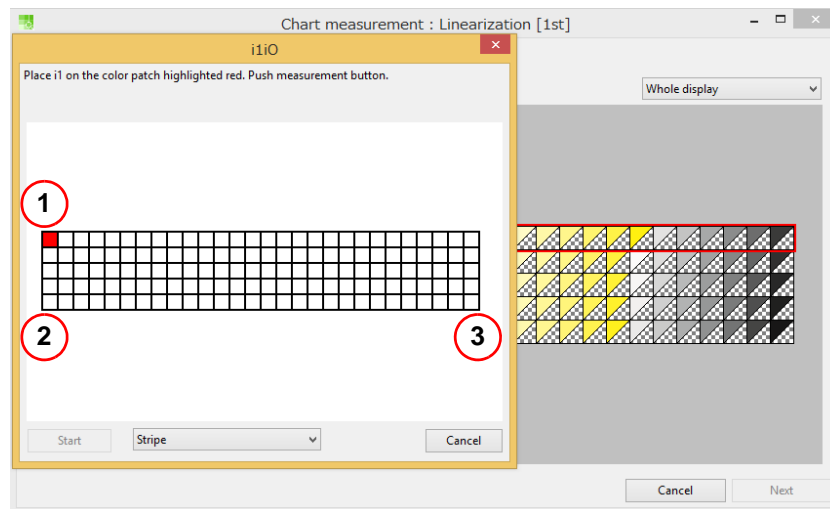 Chart measurement : Linearization [1st]
i1iO
Place i1 on the color patch highlighted red. Push measurement button.
Whole display
1
2
3
Start
Stripe
Cancel
Cancel
Next